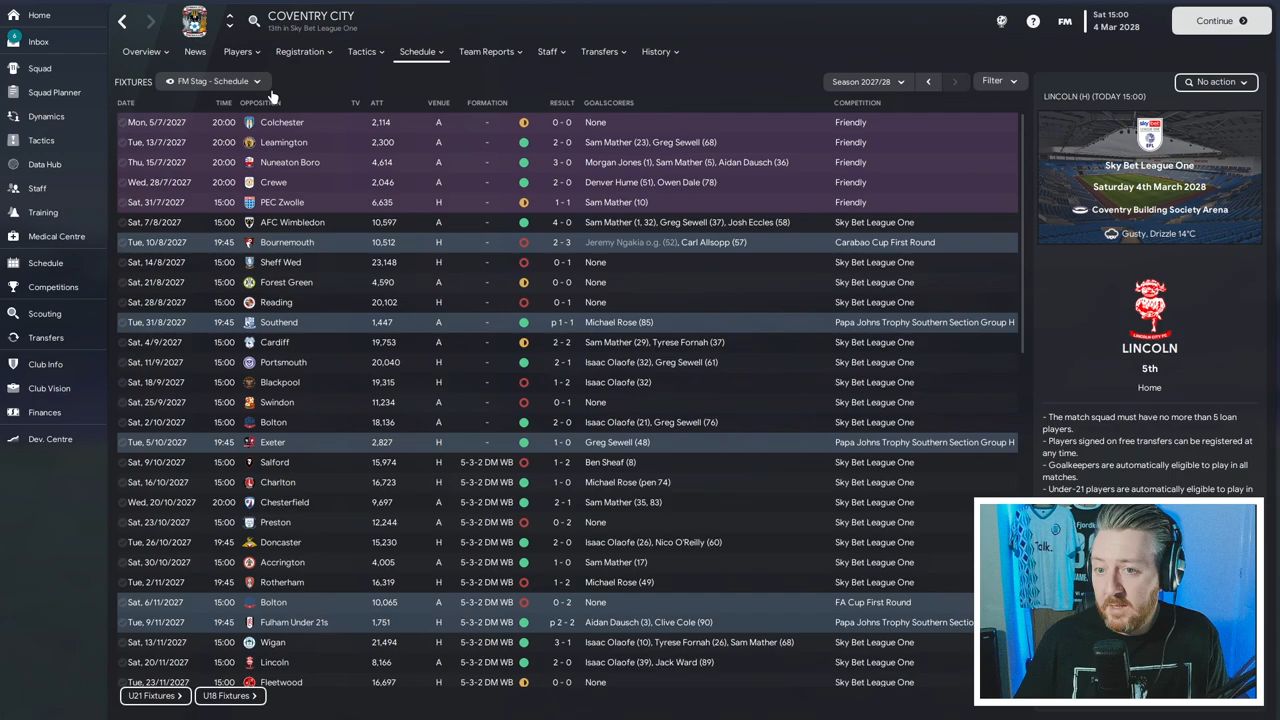 COVENTRY CITY
13th in Sky Bet League One
Sat 15:00
4 Mar 2028
Continue
FM
Home
6
Inbox
Squad
Squad Planner
Dynamics
Tactics
Data Hub
Staff
Training
Medical Centre
Schedule
Competitions
Scouting
Transfers
Club Info
Club Vision
Finances
Dev. Centre
Overview News Players Registration Tactics Schedule Team Reports Staff Transfers History
FIXTURES FM Stag - Schedule Season 2027/28 Filter
DATE TIME OPPOSITION TV ATT VENUE FORMATION RESULT GOALSCORERS COMPETITION
Mon, 5/7/2027 20:00 Colchester 2,114 A - 0 - 0 None Friendly
Tue, 13/7/2027 20:00 Leamington 2,300 A - 2 - 0 Sam Mather (23), Greg Sewell (68) Friendly
Thu, 15/7/2027 20:00 Nuneaton Boro 4,614 A - 3 - 0 Morgan Jones (1), Sam Mather (5), Aidan Dausch (36) Friendly
Wed, 28/7/2027 20:00 Crewe 2,046 A - 2 - 0 Denver Hume (51), Owen Dale (78) Friendly
Sat, 31/7/2027 15:00 PEC Zwolle 6,635 H - 1 - 1 Sam Mather (10) Friendly
Sat, 7/8/2027 15:00 AFC Wimbledon 10,597 A - 4 - 0 Sam Mather (1, 32), Greg Sewell (37), Josh Eccles (58) Sky Bet League One
Tue, 10/8/2027 19:45 Bournemouth 10,512 H - 2 - 3 Jeremy Ngakia o.g. (52), Carl Allsopp (57) Carabao Cup First Round
Sat, 14/8/2027 15:00 Sheff Wed 23,148 H - 0 - 1 None Sky Bet League One
Sat, 21/8/2027 15:00 Forest Green 4,590 A - 0 - 0 None Sky Bet League One
Sat, 28/8/2027 15:00 Reading 20,102 H - 0 - 1 None Sky Bet League One
Tue, 31/8/2027 19:45 Southend 1,447 A - p 1 - 1 Michael Rose (85) Papa Johns Trophy Southern Section Group H
Sat, 4/9/2027 15:00 Cardiff 19,753 A - 2 - 2 Sam Mather (29), Tyrese Fornah (37) Sky Bet League One
Sat, 11/9/2027 15:00 Portsmouth 20,040 H - 2 - 1 Isaac Olaofe (32), Greg Sewell (61) Sky Bet League One
Sat, 18/9/2027 15:00 Blackpool 19,315 H - 1 - 2 Isaac Olaofe (32) Sky Bet League One
Sat, 25/9/2027 15:00 Swindon 11,234 A - 0 - 1 None Sky Bet League One
Sat, 2/10/2027 15:00 Bolton 18,136 A - 2 - 0 Isaac Olaofe (21), Greg Sewell (76) Sky Bet League One
Tue, 5/10/2027 19:45 Exeter 2,827 H - 1 - 0 Greg Sewell (48) Papa Johns Trophy Southern Section Group H
Sat, 9/10/2027 15:00 Salford 15,974 H 5-3-2 DM WB 1 - 2 Ben Sheaf (8) Sky Bet League One
Sat, 16/10/2027 15:00 Charlton 16,723 H 5-3-2 DM WB 1 - 0 Michael Rose (pen 74) Sky Bet League One
Wed, 20/10/2027 15:00 Chesterfield 9,697 A 5-3-2 DM WB 2 - 1 Sam Mather (35, 83) Sky Bet League One
Sat, 23/10/2027 15:00 Preston 12,244 A 5-3-2 DM WB 0 - 2 None Sky Bet League One
Tue, 26/10/2027 19:45 Doncaster 15,292 H 5-3-2 DM WB 2 - 0 Isaac Olaofe (26), Nico O'Reilly (60) Sky Bet League One
Sat, 30/10/2027 15:00 Accrington A 5-3-2 DM WB 1 - 0 Sam Mather (17) Sky Bet League One
Tue, 2/11/2027 19:45 Rotherham 16,319 H 5-3-2 DM WB 1 - 2 Michael Rose (49) Sky Bet League One
Sat, 6/11/2027 15:00 Bolton A 5-3-2 DM WB 0 - 2 None FA Cup First Round
Tue, 9/11/2027 19:45 Fulham Under 21s 1,751 H 5-3-2 DM WB p 2 - 2 Aidan Dausch (3), Clive Cole (90) Papa Johns Trophy Southern Sectio
Sat, 13/11/2027 15:00 Wigan 21,494 H 5-3-2 DM WB 3 - 1 Isaac Olaofe (10), Tyrese Fornah (26), Sam Mather (68) Sky Bet League One
Sat, 20/11/2027 15:00 Lincoln 8,166 A 5-3-2 DM WB 2 - 0 Isaac Olaofe (39), Jack Ward (89) Sky Bet League One
Tue, 23/11/2027 15:00 Fleetwood 6,697 A 5-3-2 DM WB 0 - 0 None Sky Bet League One
U21 Fixtures U18 Fixtures
No action
LINCOLN (H) (TODAY 15:00)
sky bet
EFL
Sky Bet League One
Saturday 4th March 2028
Coventry Building Society Arena
Gusty, Drizzle 14°C
LINCOLN CITY FC
LINCOLN
5th
Home
- The match squad must have no more than 5 loan
players.
- Players signed on free transfers can be registered at
any time.
- Goalkeepers are automatically eligible to play in all
matches.
- Under-21 players are automatically eligible to play in
Talk.